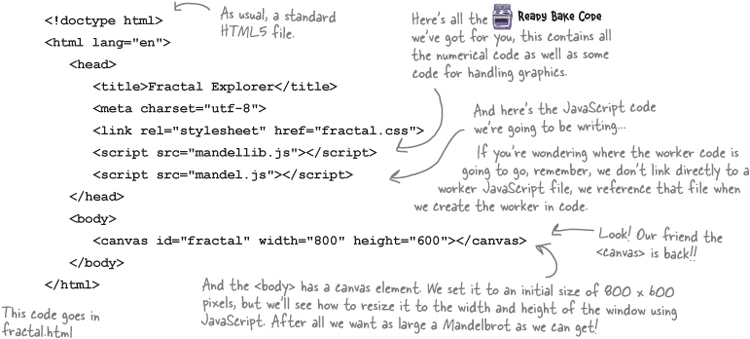 <!doctype html>
<html lang="en">
<head>
<title>Fractal Explorer</title>
<meta charset="utf-8">
<link rel="stylesheet" href="fractal.css">
<script src="mandellib.js"></script>
<script src="mandel.js"></script>
</head>
<body>
<canvas id="fractal" width="800" height="600"></canvas>
</body>
</html>
This code goes in
fractal.html
As usual, a standard
HTML5 file.
Here's all the Ready Bake Code
we've got for you, this contains all
the numerical code as well as some
code for handling graphics.
And here's the JavaScript code
we're going to be writing...
If you're wondering where the worker code is
going to go, remember, we don't link directly to a
worker JavaScript file, we reference that file when
we create the worker in code.
Look! Our friend the
<canvas> is back!!
And the <body> has a canvas element. We set it to an initial size of 800 x 600
pixels, but we'll see how to resize it to the width and height of the window using
JavaScript. After all we want as large a Mandelbrot as we can get!